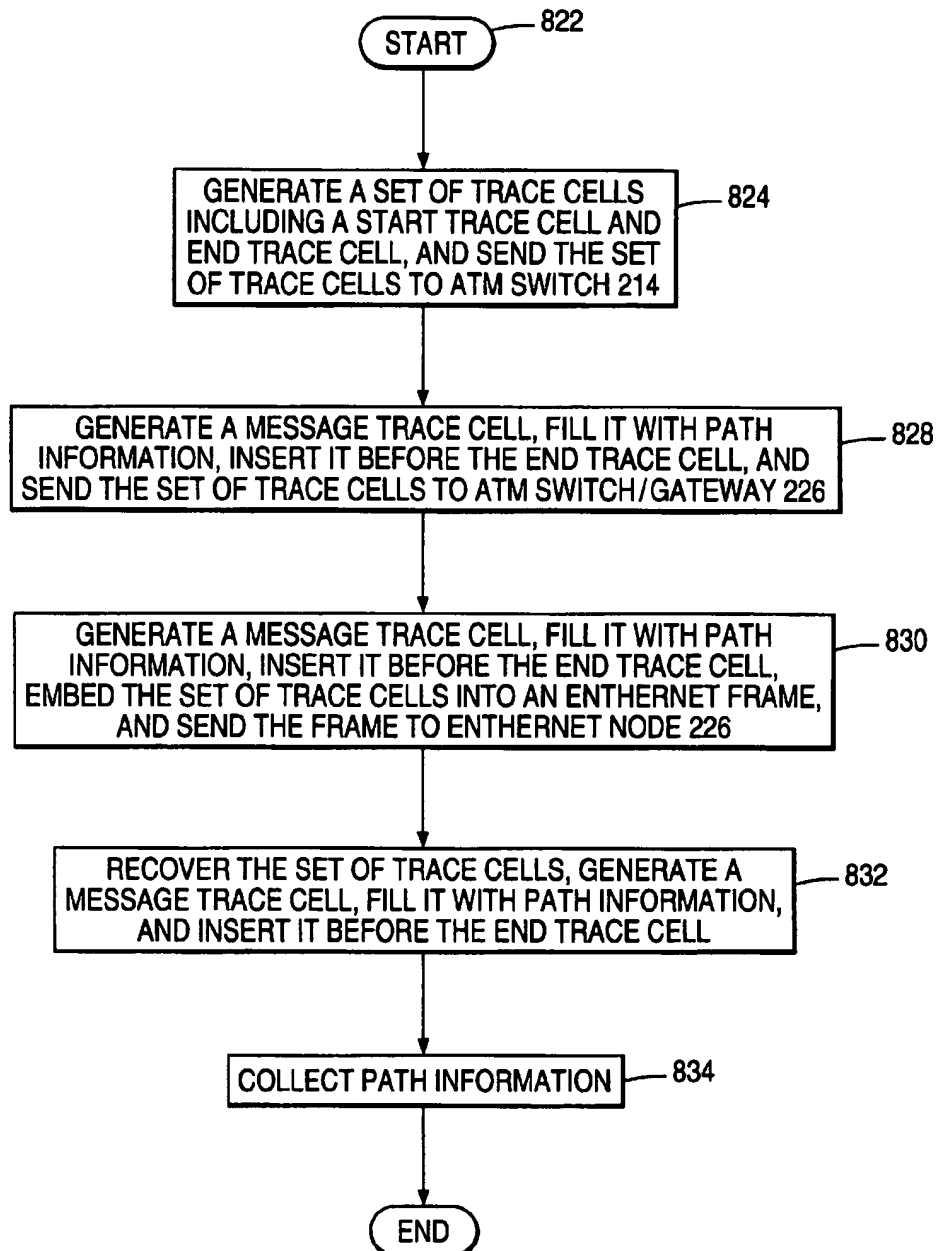 START
822
GENERATE A SET OF TRACE CELLS
INCLUDING A START TRACE CELL AND
END TRACE CELL, AND SEND THE SET
OF TRACE CELLS TO ATM SWITCH 214
824
GENERATE A MESSAGE TRACE CELL, FILL IT WITH PATH
INFORMATION, INSERT IT BEFORE THE END TRACE CELL, AND
SEND THE SET OF TRACE CELLS TO ATM SWITCH/GATEWAY 226
828
GENERATE A MESSAGE TRACE CELL, FILL IT WITH PATH
INFORMATION, INSERT IT BEFORE THE END TRACE CELL,
EMBED THE SET OF TRACE CELLS INTO AN ENTHERNET FRAME,
AND SEND THE FRAME TO ENTHERNET NODE 226
830
RECOVER THE SET OF TRACE CELLS, GENERATE A
MESSAGE TRACE CELL, FILL IT WITH PATH INFORMATION,
AND INSERT IT BEFORE THE END TRACE CELL
832
COLLECT PATH INFORMATION
834
END